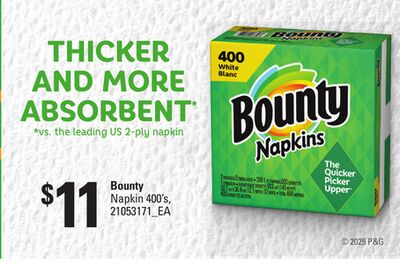 THICKER
AND MORE
ABSORBENT*
*vs. the leading US 2-ply napkin
$11
Bounty
Napkin 400's,
21053171_EA
400
White
Blanc
Bounty
Napkins
The
Quicker
Picker
Upper
© 2025 P&G